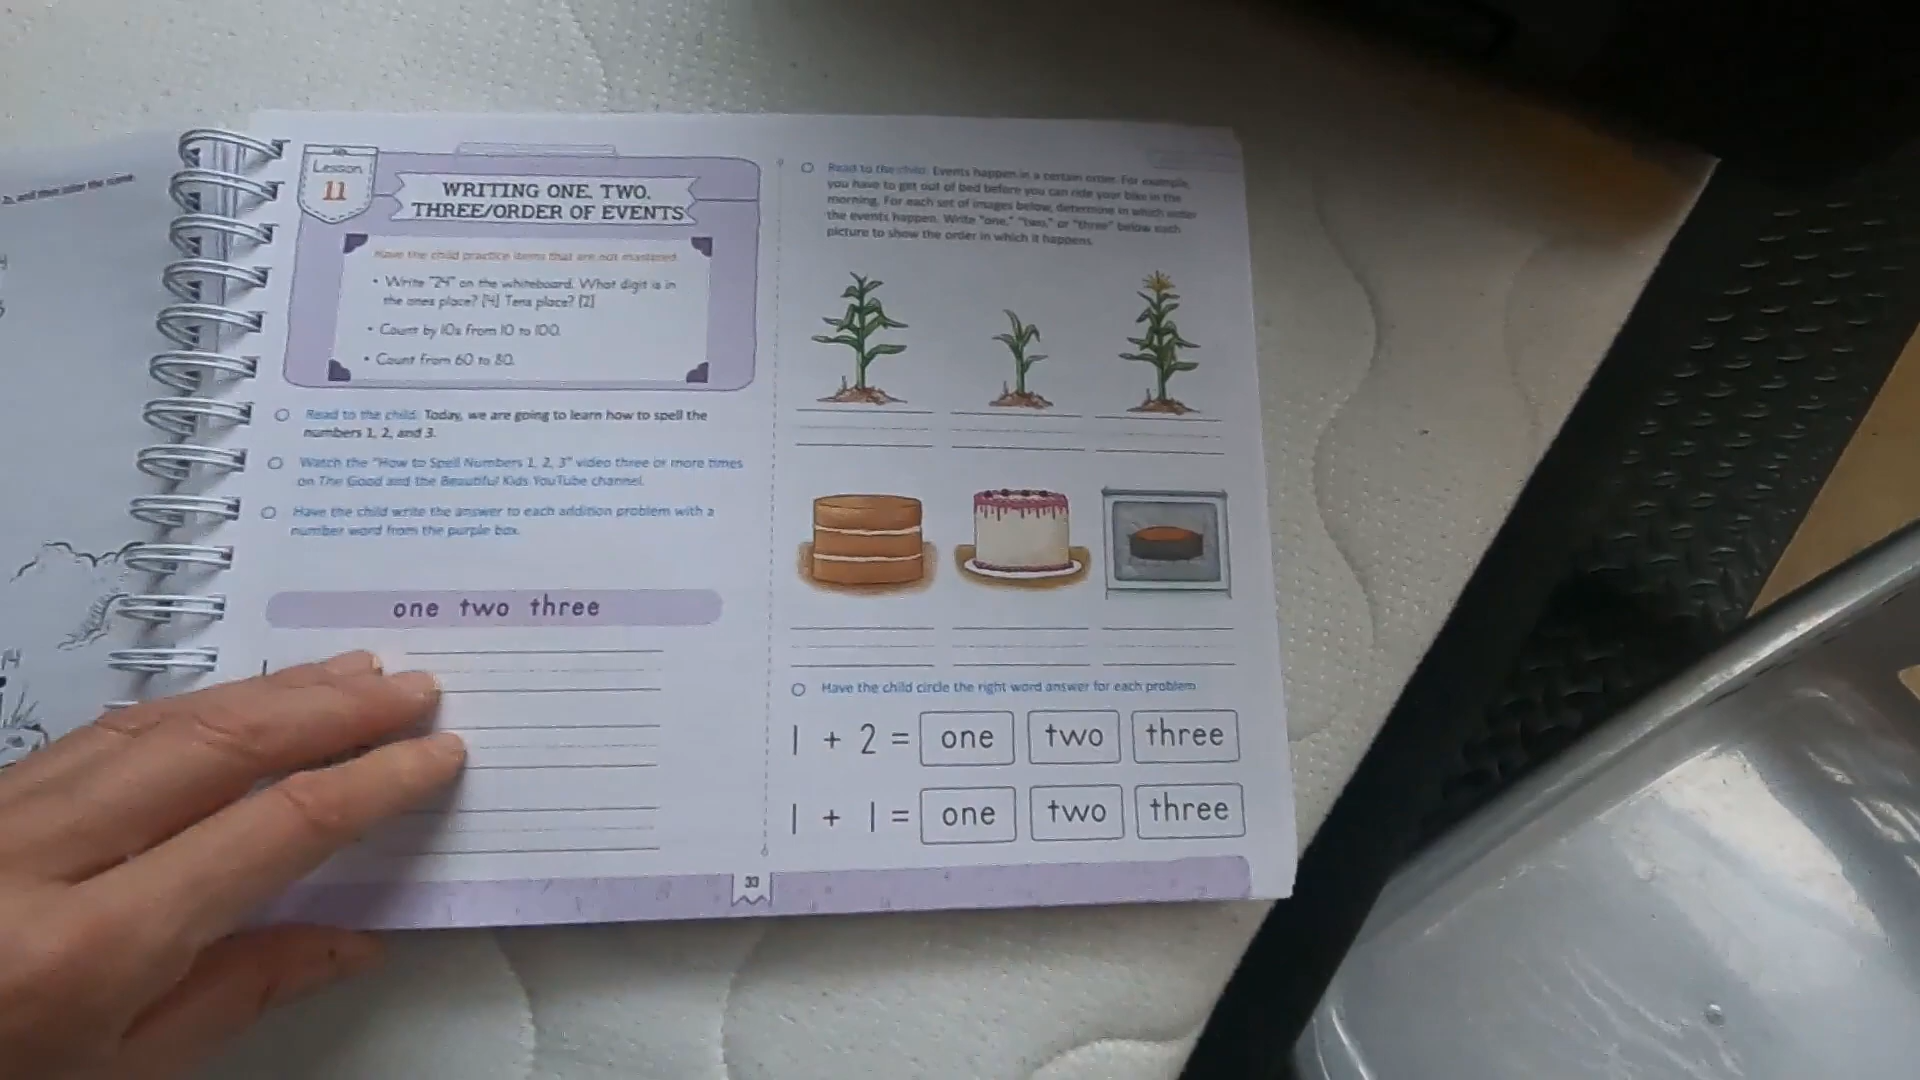 Lesson
11
WRITING ONE, TWO,
THREE/ORDER OF EVENTS
Have the child practice items that are not mastered.
• Write "24" on the whiteboard. What digit is in
the ones place? [4] Tens place? [2]
• Count by 10s from 10 to 100.
• Count from 60 to 80.
Read to the child: Today, we are going to learn how to spell the
numbers 1, 2, and 3.
Watch the "How to Spell Numbers 1, 2, 3" video three or more times
on The Good and the Beautiful Kids YouTube channel.
Have the child write the answer to each addition problem with a
number word from the purple box.
one two three
33
Read to the child: Events happen in a certain order. For example,
you have to get out of bed before you can ride your bike in the
morning. For each set of images below, determine in which order
the events happen. Write "one," "two," or "three" below each
picture to show the order in which it happens.
Have the child circle the right word answer for each problem.
1 + 2 = one two three
1 + 1 = one two three
and then color the